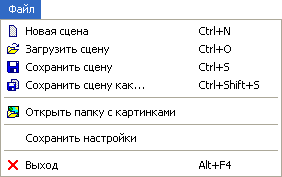 Файл
Новая сцена Ctrl+N
Загрузить сцену Ctrl+O
Сохранить сцену Ctrl+S
Сохранить сцену как... Ctrl+Shift+S
Открыть папку с картинками
Сохранить настройки
Выход Alt+F4